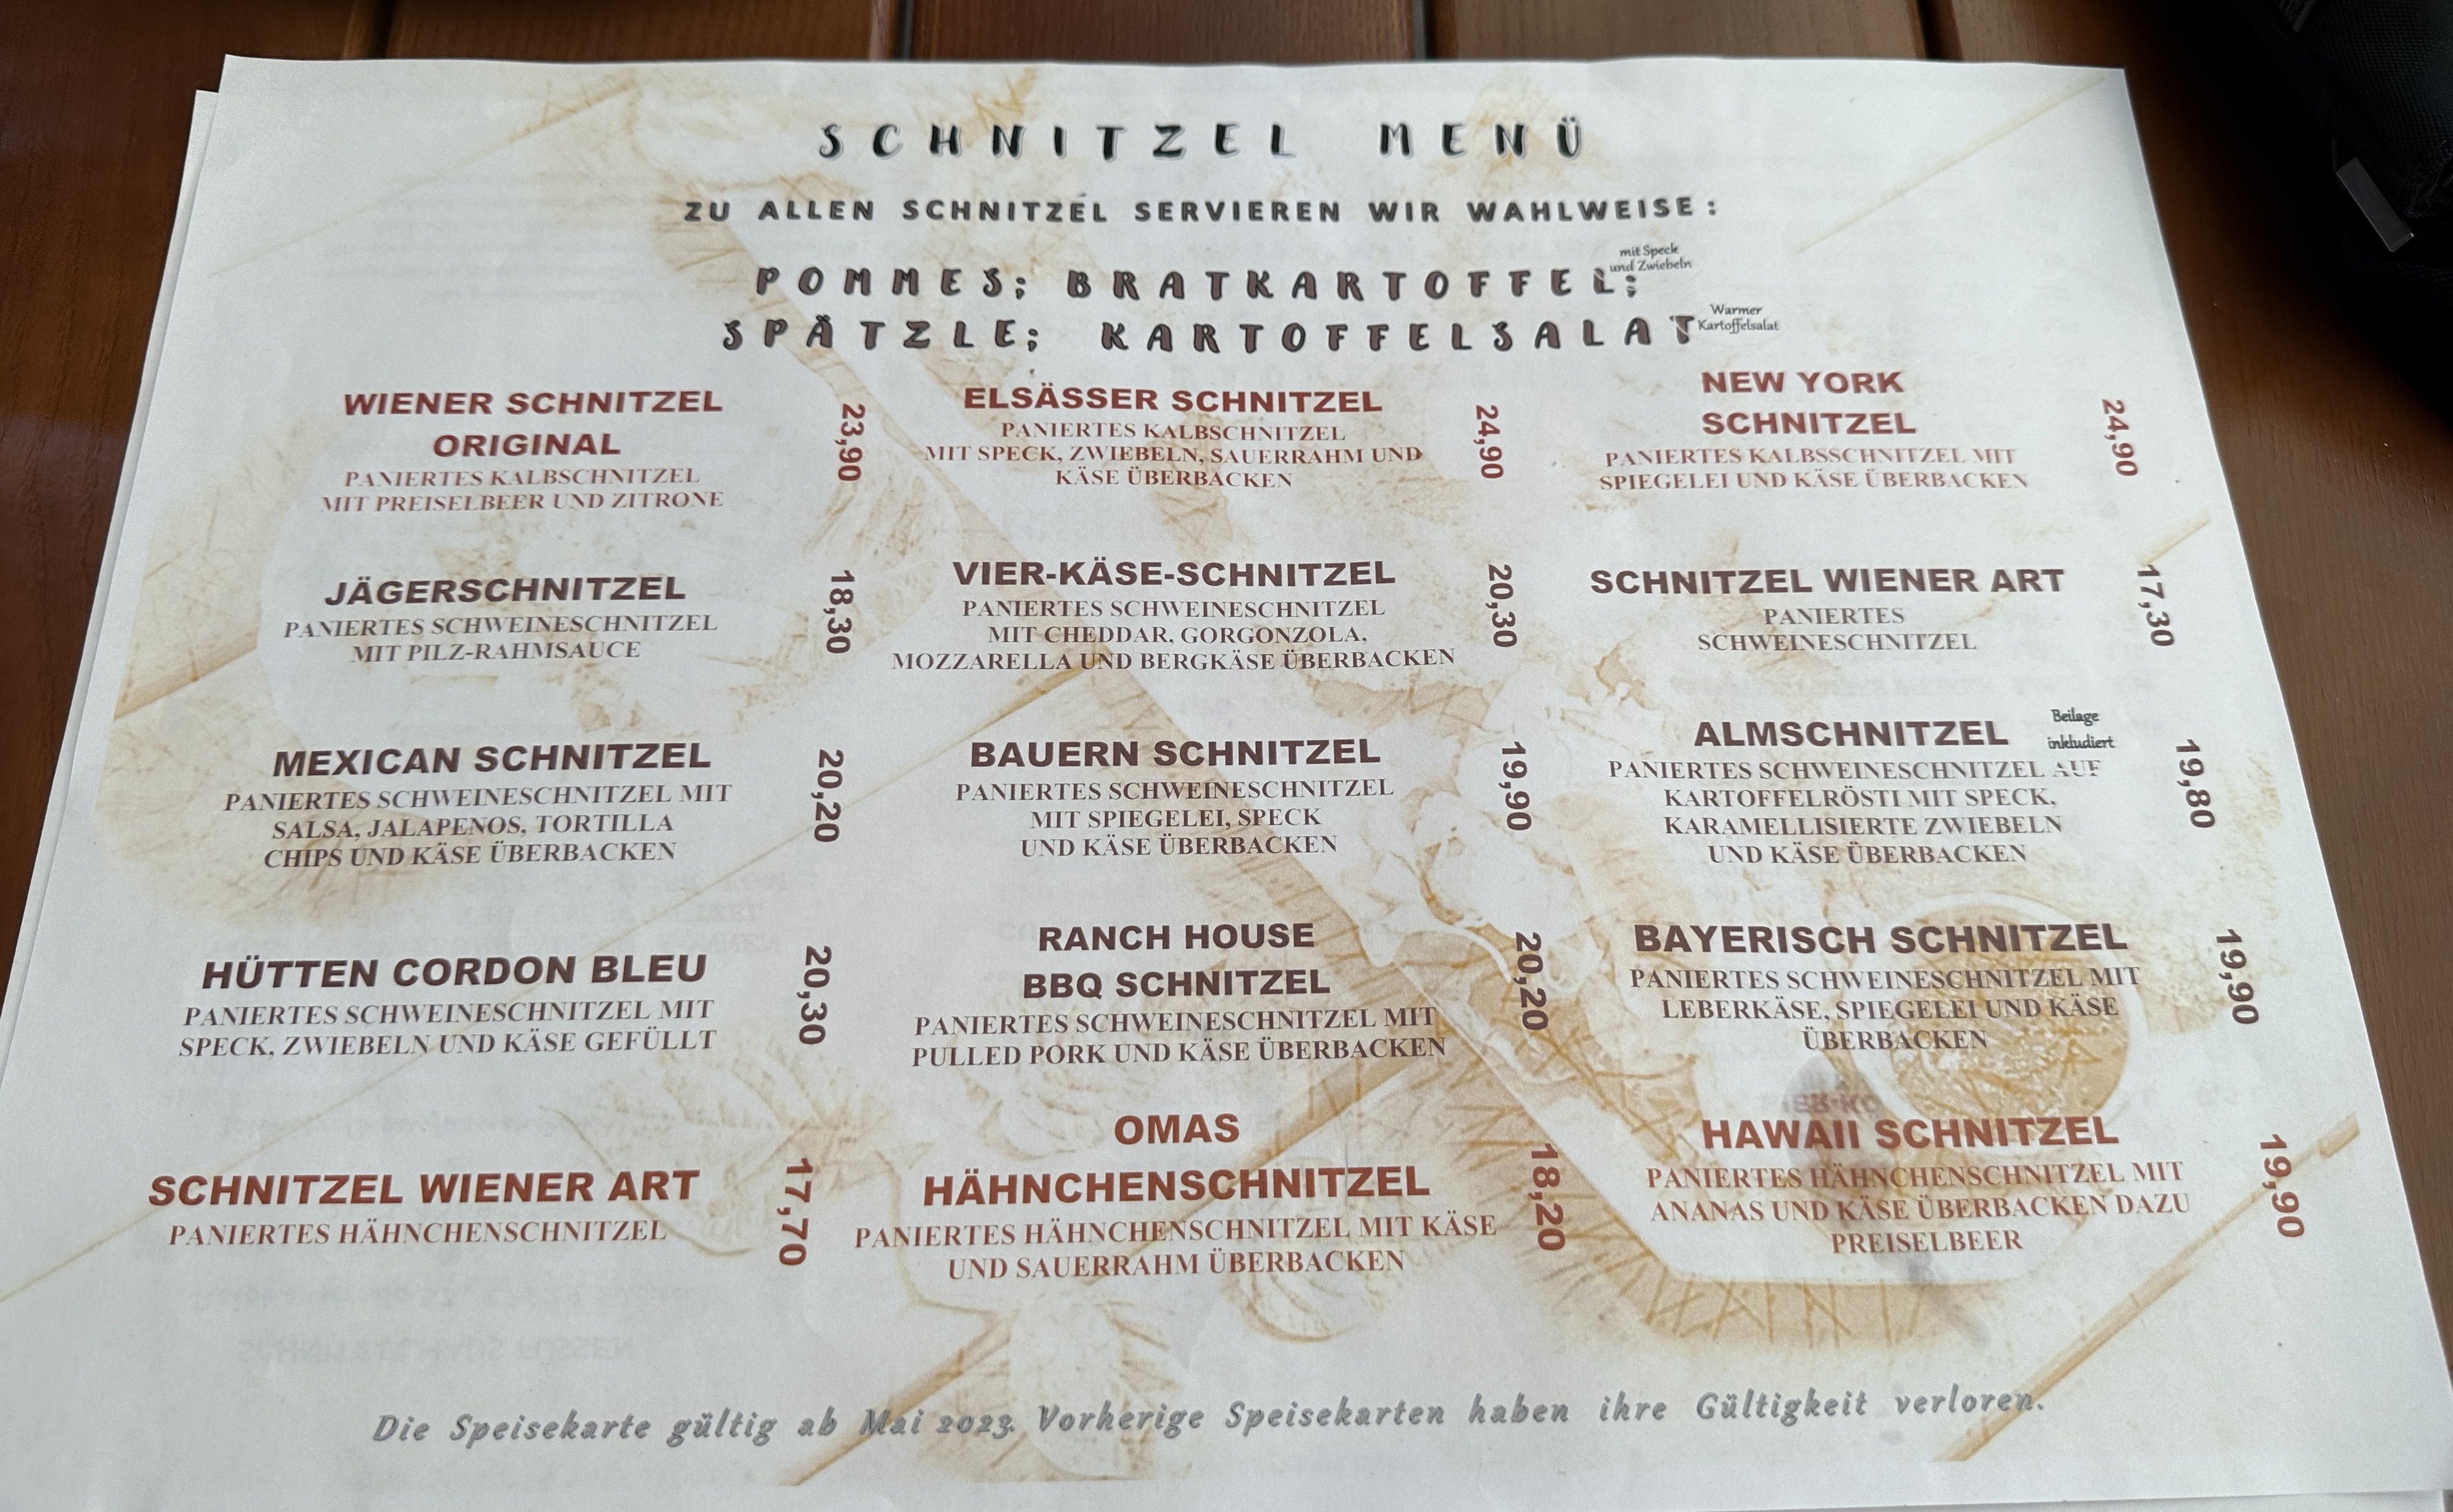 SCHNITZEL MENÜ
ZU ALLEN SCHNITZEL SERVIEREN WIR WAHLWEISE:
mit Speck
und Zwiebeln
POMMES; BRATKARTOFFEL;
Warmer
Kartoffelsalat
SPÄTZLE; KARTOFFELSALAT
WIENER SCHNITZEL
ORIGINAL
PANIERTES KALBSCHNITZEL
MIT PREISELBEER UND ZITRONE
23,90
ELSÄSSER SCHNITZEL
PANIERTES KALBSCHNITZEL
MIT SPECK, ZWIEBELN, SAUERRAHM UND
KÄSE ÜBERBACKEN
24,90
NEW YORK
SCHNITZEL
PANIERTES KALBSSCHNITZEL MIT
SPIEGELEI UND KÄSE ÜBERBACKEN
24,90
JÄGERSCHNITZEL
PANIERTES SCHWEINESCHNITZEL
MIT PILZ-RAHMSAUCE
18,30
VIER-KÄSE-SCHNITZEL
PANIERTES SCHWEINESCHNITZEL
MIT CHEDDAR, GORGONZOLA,
MOZZARELLA UND BERGKÄSE ÜBERBACKEN
20,30
SCHNITZEL WIENER ART
PANIERTES
SCHWEINESCHNITZEL
17,30
MEXICAN SCHNITZEL
PANIERTES SCHWEINESCHNITZEL MIT
SALSA, JALAPENOS, TORTILLA
CHIPS UND KÄSE ÜBERBACKEN
20,20
BAUERN SCHNITZEL
PANIERTES SCHWEINESCHNITZEL
MIT SPIEGELEI, SPECK
UND KÄSE ÜBERBACKEN
19,90
ALMSCHNITZEL
Beilage
inkludiert
PANIERTES SCHWEINESCHNITZEL AUF
KARTOFFELRÖSTI MIT SPECK,
KARAMELLISIERTE ZWIEBELN
UND KÄSE ÜBERBACKEN
19,80
HÜTTEN CORDON BLEU
PANIERTES SCHWEINESCHNITZEL MIT
SPECK, ZWIEBELN UND KÄSE GEFÜLLT
20,30
RANCH HOUSE
BBQ SCHNITZEL
PANIERTES SCHWEINESCHNITZEL MIT
PULLED PORK UND KÄSE ÜBERBACKEN
20,20
BAYERISCH SCHNITZEL
PANIERTES SCHWEINESCHNITZEL MIT
LEBERKÄSE, SPIEGELEI UND KÄSE
ÜBERBACKEN
19,90
SCHNITZEL WIENER ART
PANIERTES HÄHNCHENSCHNITZEL
17,70
OMAS
HÄHNCHENSCHNITZEL
PANIERTES HÄHNCHENSCHNITZEL MIT KÄSE
UND SAUERRAHM ÜBERBACKEN
18,20
HAWAII SCHNITZEL
PANIERTES HÄHNCHENSCHNITZEL MIT
ANANAS UND KÄSE ÜBERBACKEN DAZU
PREISELBEER
19,90
Die Speisekarte gültig ab Mai 2023. Vorherige Speisekarten haben ihre Gültigkeit verloren.